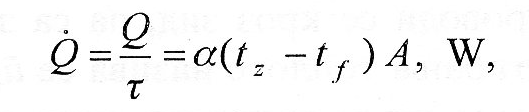 Q̇ = Q/τ = α(t_z − t_f) A, W,